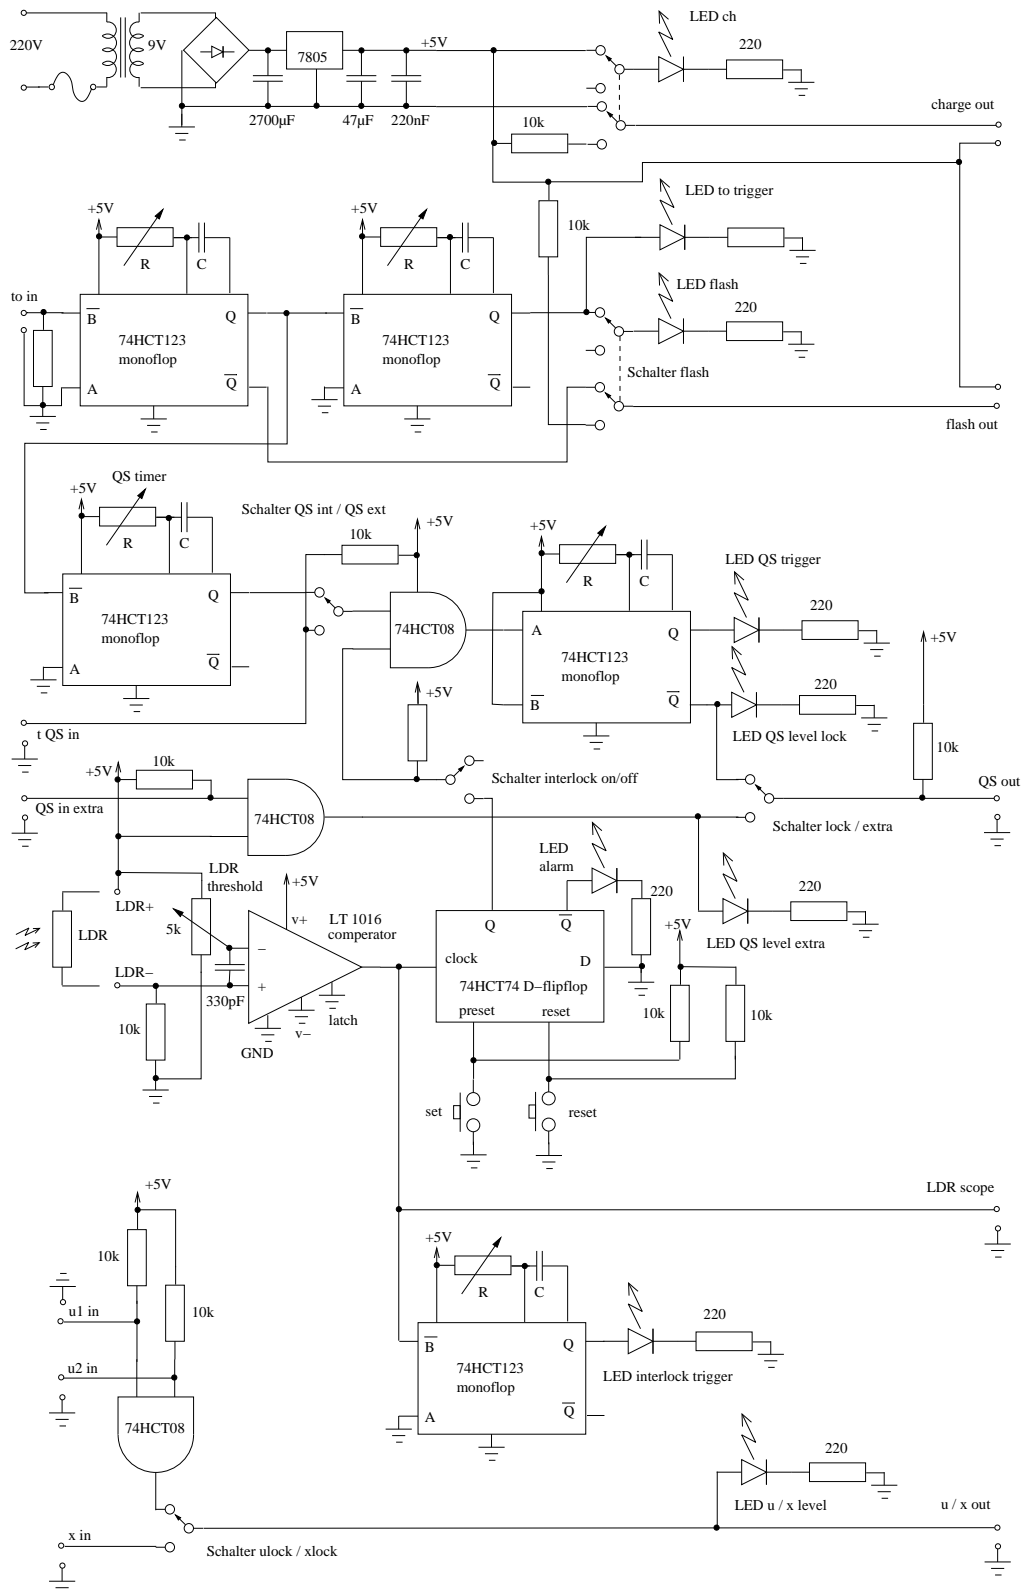 LED ch
220V
9V
7805
+5V
220
2700µF
47µF
220nF
10k
charge out
LED to trigger
+5V
R
C
+5V
R
C
10k
to in
B
Q
74HCT123
monoflop
A
Q
B
Q
74HCT123
monoflop
A
Q
LED flash
220
Schalter flash
flash out
QS timer
+5V
R
C
Schalter QS int / QS ext
10k
+5V
+5V
R
C
LED QS trigger
220
B
Q
74HCT123
monoflop
A
Q
74HCT08
A
Q
74HCT123
monoflop
B
Q
+5V
+5V
220
LED QS level lock
10k
t QS in
+5V
10k
Schalter interlock on/off
QS out
QS in extra
74HCT08
Schalter lock / extra
LDR
threshold
LED
alarm
220
220
+5V
LT 1016
comperator
+5V
LDR+
5k
v+
LDR
−
+
LDR−
330pF
10k
GND
v−
latch
Q
Q
clock
D
74HCT74 D−flipflop
preset
reset
LED QS level extra
10k
10k
set
reset
LDR scope
+5V
10k
10k
u1 in
u2 in
74HCT08
+5V
R
C
B
Q
74HCT123
monoflop
A
Q
220
LED interlock trigger
220
LED u / x level
u / x out
x in
Schalter ulock / xlock